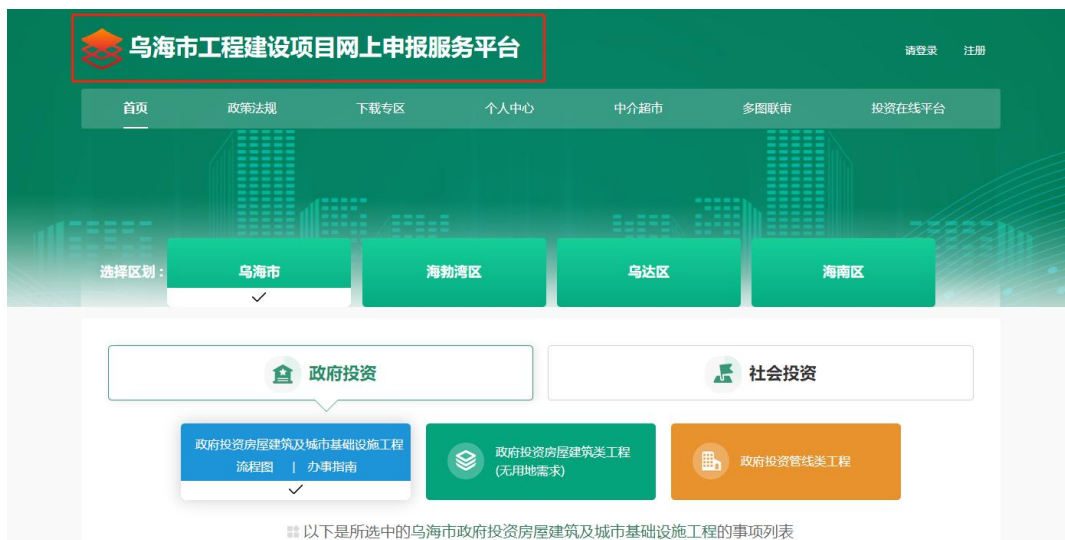 乌海市工程建设项目网上申报服务平台
请登录 注册
首页 政策法规 下载专区 个人中心 中介超市 多图联审 投资在线平台
选择区划： 乌海市 海勃湾区 乌达区 海南区
政府投资 社会投资
政府投资房屋建筑及城市基础设施工程
流程图 | 办事指南
政府投资房屋建筑类工程
(无用地需求)
政府投资管线类工程
以下是所选中的乌海市政府投资房屋建筑及城市基础设施工程的事项列表